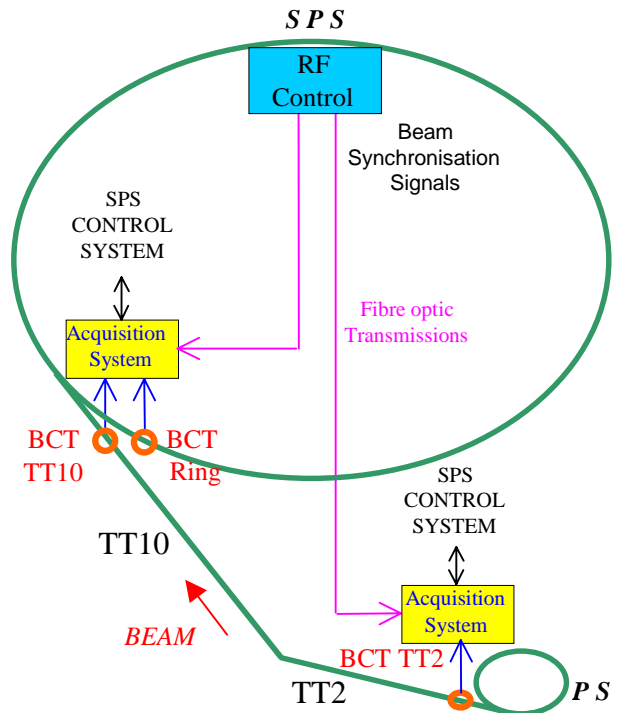 S P S
RF
Control
Beam
Synchronisation
Signals
SPS
CONTROL
SYSTEM
Fibre optic
Transmissions
Acquisition
System
BCT
TT10
BCT
Ring
SPS
CONTROL
SYSTEM
TT10
Acquisition
System
BEAM
BCT TT2
TT2
P S